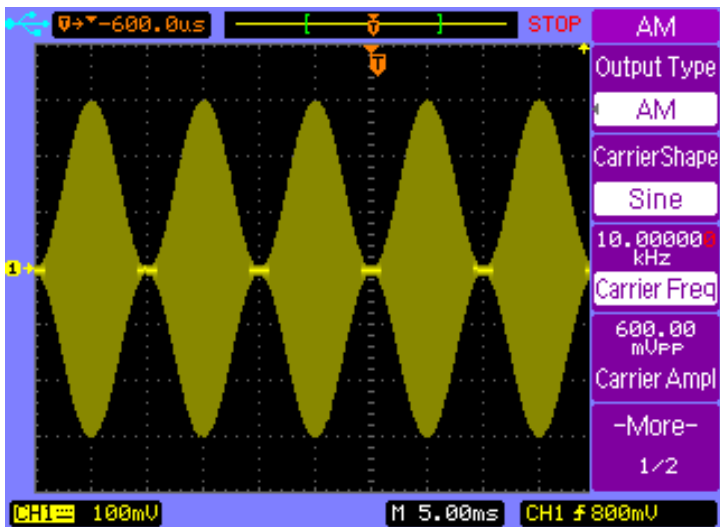 -600.0us
T
STOP
AM
T
Output Type
AM
CarrierShape
Sine
1
10.000000
kHz
Carrier Freq
600.00
mVPP
Carrier Ampl
-More-
1/2
CH1 100mV M 5.00ms CH1 800mV